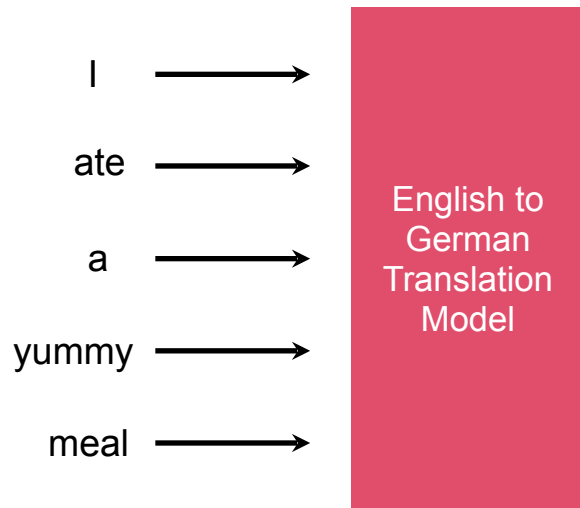 I
ate
a
yummy
meal
English to
German
Translation
Model